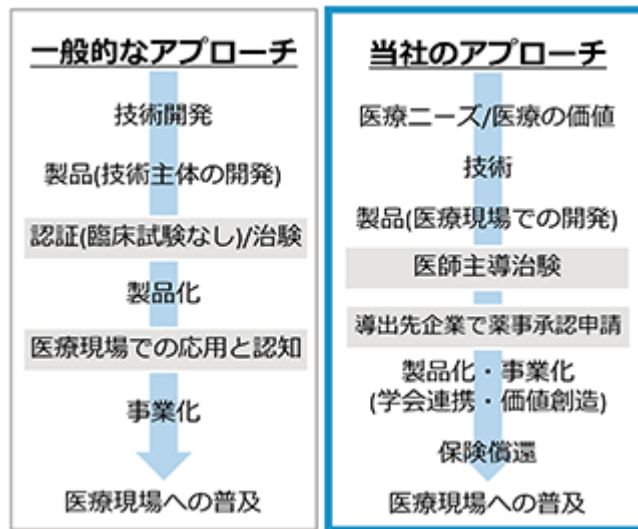 一般的なアプローチ
技術開発
製品(技術主体の開発)
認証(臨床試験なし)/治験
製品化
医療現場での応用と認知
事業化
医療現場への普及
当社のアプローチ
医療ニーズ/医療の価値
技術
製品(医療現場での開発)
医師主導治験
導出先企業で薬事承認申請
製品化・事業化
(学会連携・価値創造)
保険償還
医療現場への普及